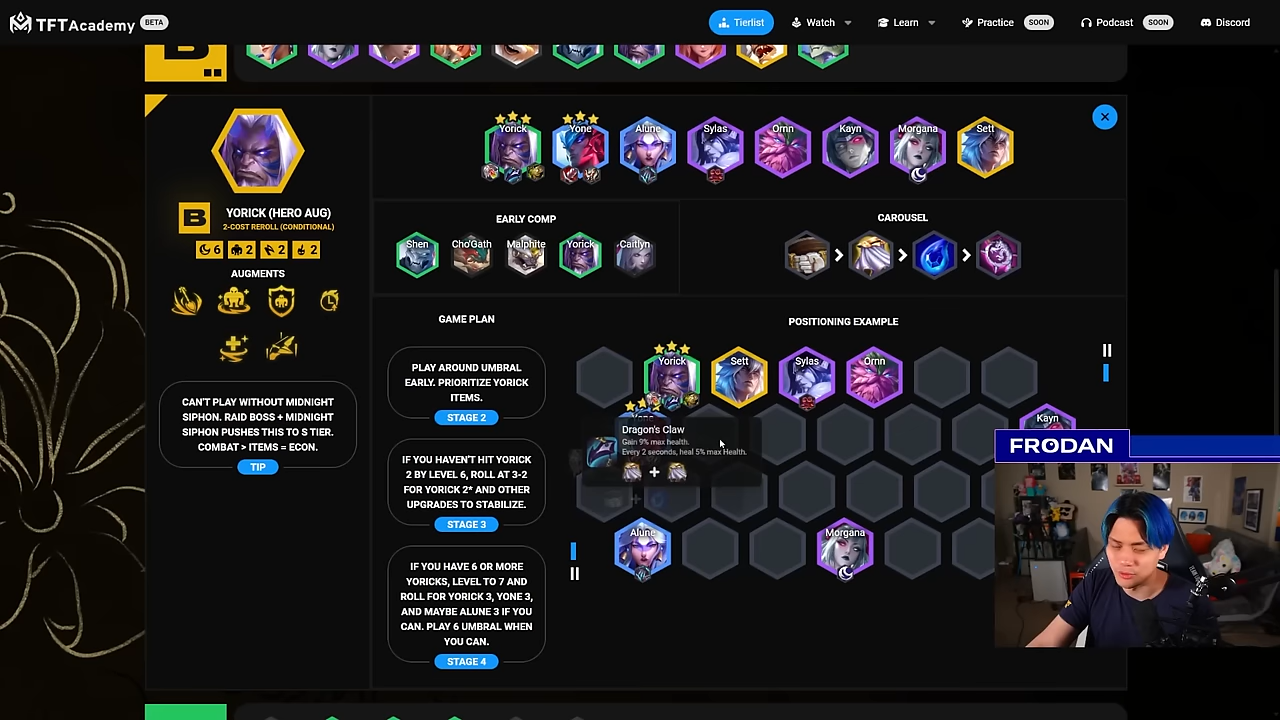 TFTAcademy BETA
Tierlist
Watch
Learn
Practice SOON
Podcast SOON
Discord
B
YORICK (HERO AUG)
2-COST REROLL (CONDITIONAL)
6 2 2 2
AUGMENTS
CAN'T PLAY WITHOUT MIDNIGHT
SIPHON. RAID BOSS + MIDNIGHT
SIPHON PUSHES THIS TO S TIER.
COMBAT > ITEMS = ECON.
TIP
Yorick Yone Alune Sylas Ornn Kayn Morgana Sett
EARLY COMP
Shen Cho'Gath Malphite Yorick Caitlyn
CAROUSEL
> > >
GAME PLAN
PLAY AROUND UMBRAL
EARLY. PRIORITIZE YORICK
ITEMS.
STAGE 2
IF YOU HAVEN'T HIT YORICK
2 BY LEVEL 6, ROLL AT 3-2
FOR YORICK 2* AND OTHER
UPGRADES TO STABILIZE.
STAGE 3
IF YOU HAVE 6 OR MORE
YORICKS, LEVEL TO 7 AND
ROLL FOR YORICK 3, YONE 3,
AND MAYBE ALUNE 3 IF YOU
CAN. PLAY 6 UMBRAL WHEN
YOU CAN.
STAGE 4
POSITIONING EXAMPLE
Yorick Sett Sylas Ornn
Kayn
Dragon's Claw
Gain 9% max health.
Every 2 seconds, heal 5% max Health.
+
Alune Morgana
FRODAN